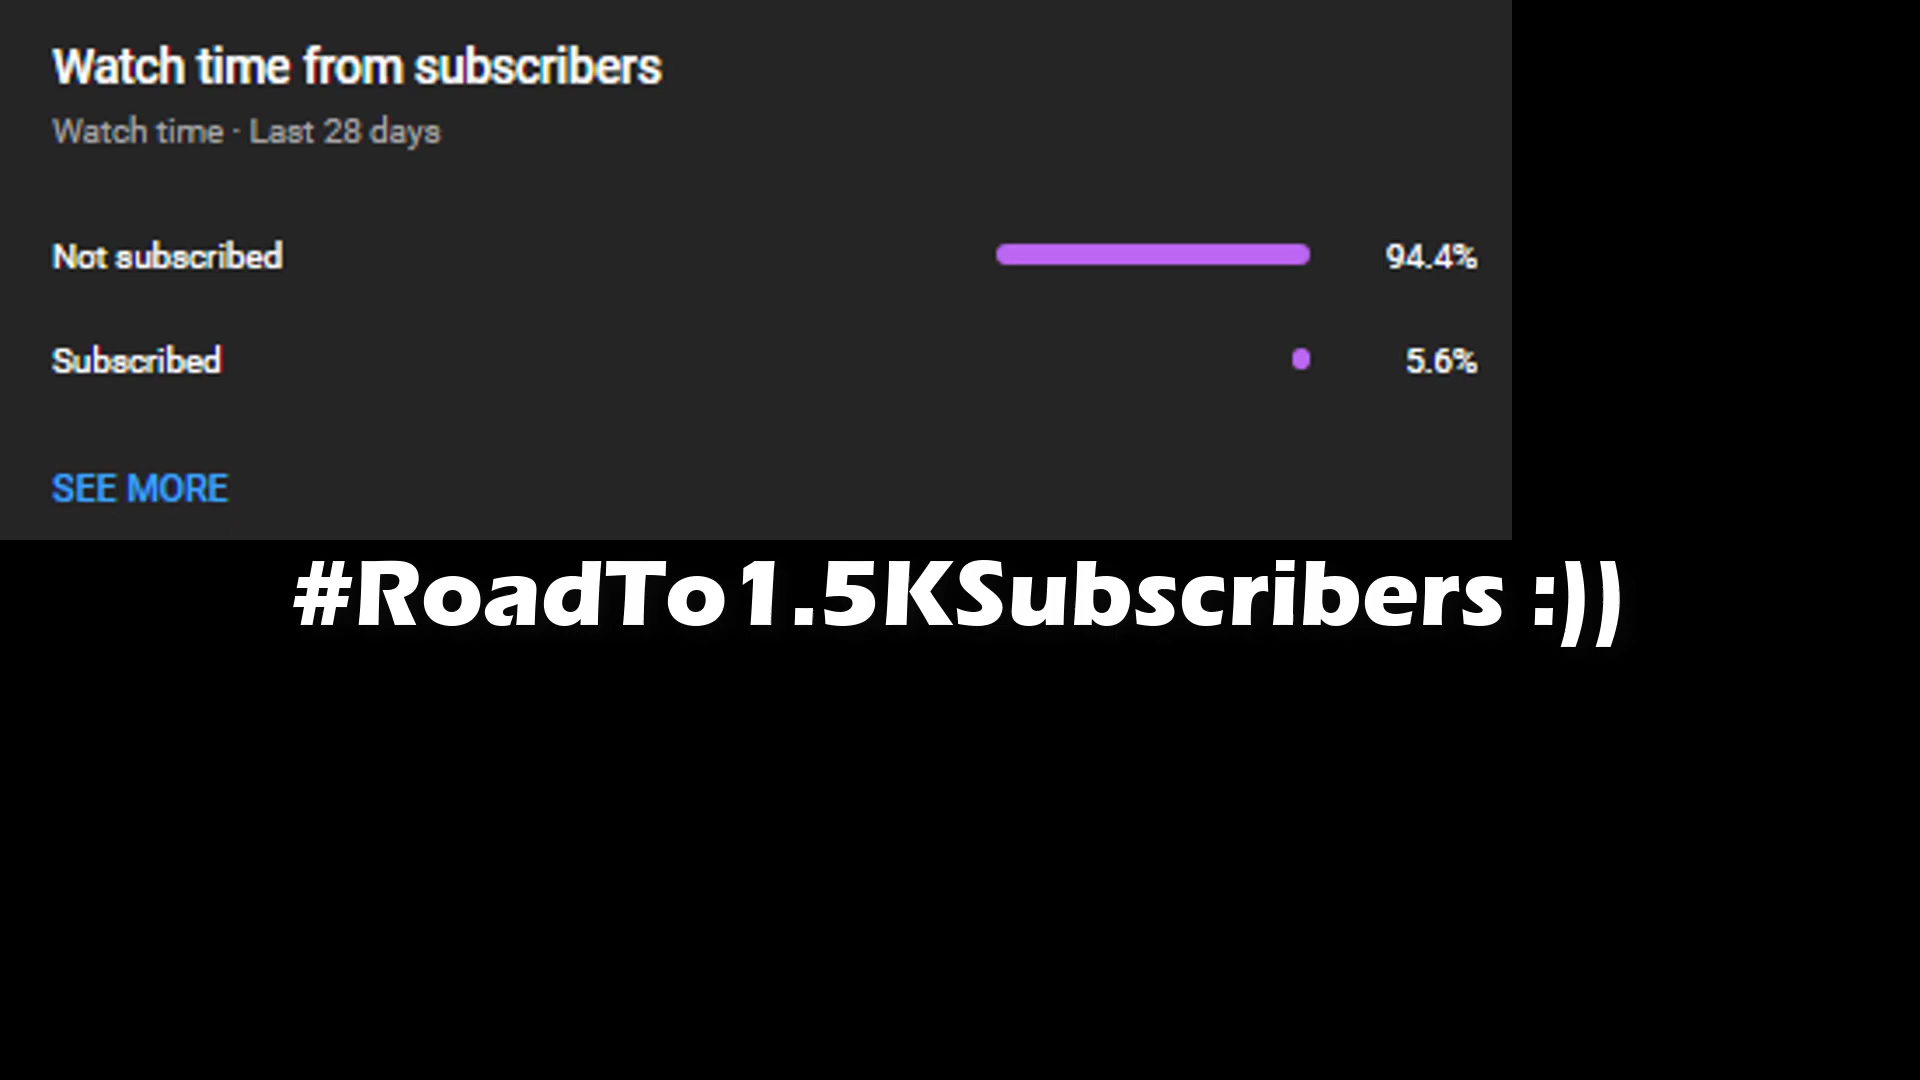 Watch time from subscribers
Watch time · Last 28 days
Not subscribed 94.4%
Subscribed 5.6%
SEE MORE
#RoadTo1.5KSubscribers :))